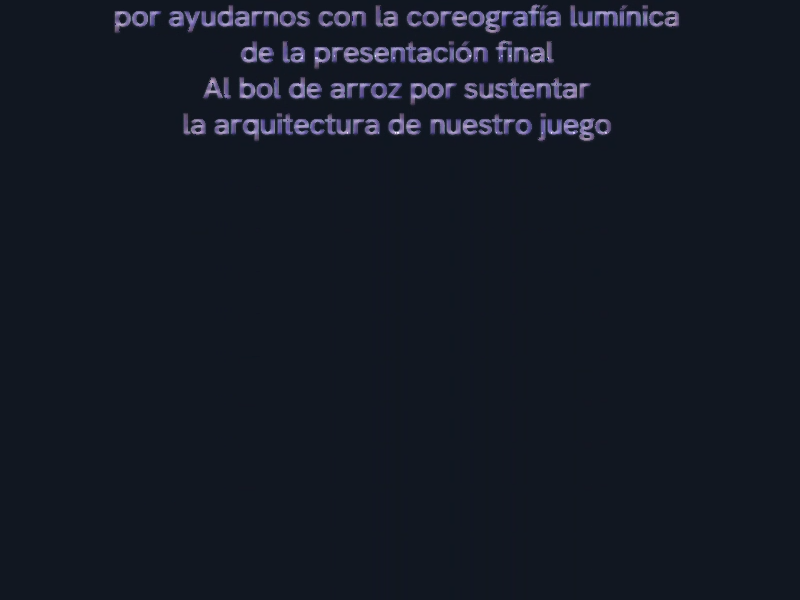 por ayudarnos con la coreografía lumínica
de la presentación final
Al bol de arroz por sustentar
la arquitectura de nuestro juego